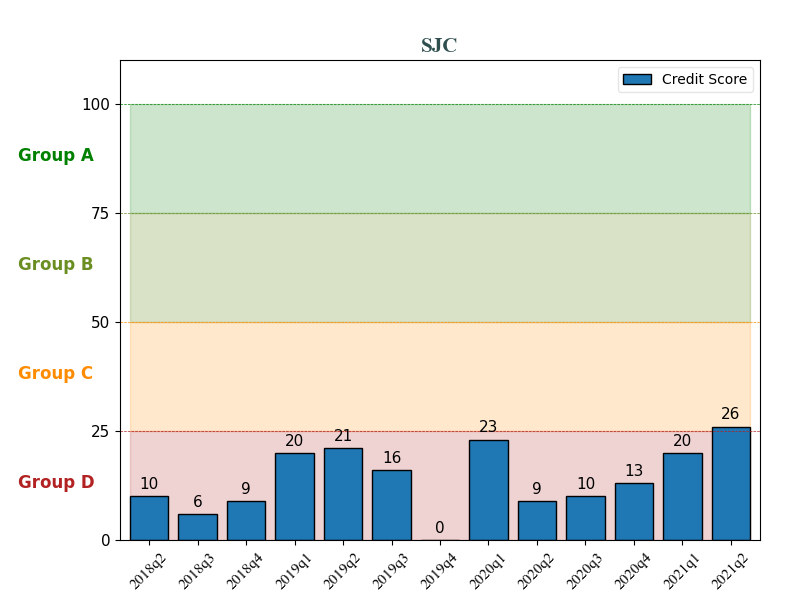 SJC
Credit Score
100
Group A
75
Group B
50
Group C
25
Group D
0
10
6
9
20
21
16
0
23
9
10
13
20
26
2018q2
2018q3
2018q4
2019q1
2019q2
2019q3
2019q4
2020q1
2020q2
2020q3
2020q4
2021q1
2021q2